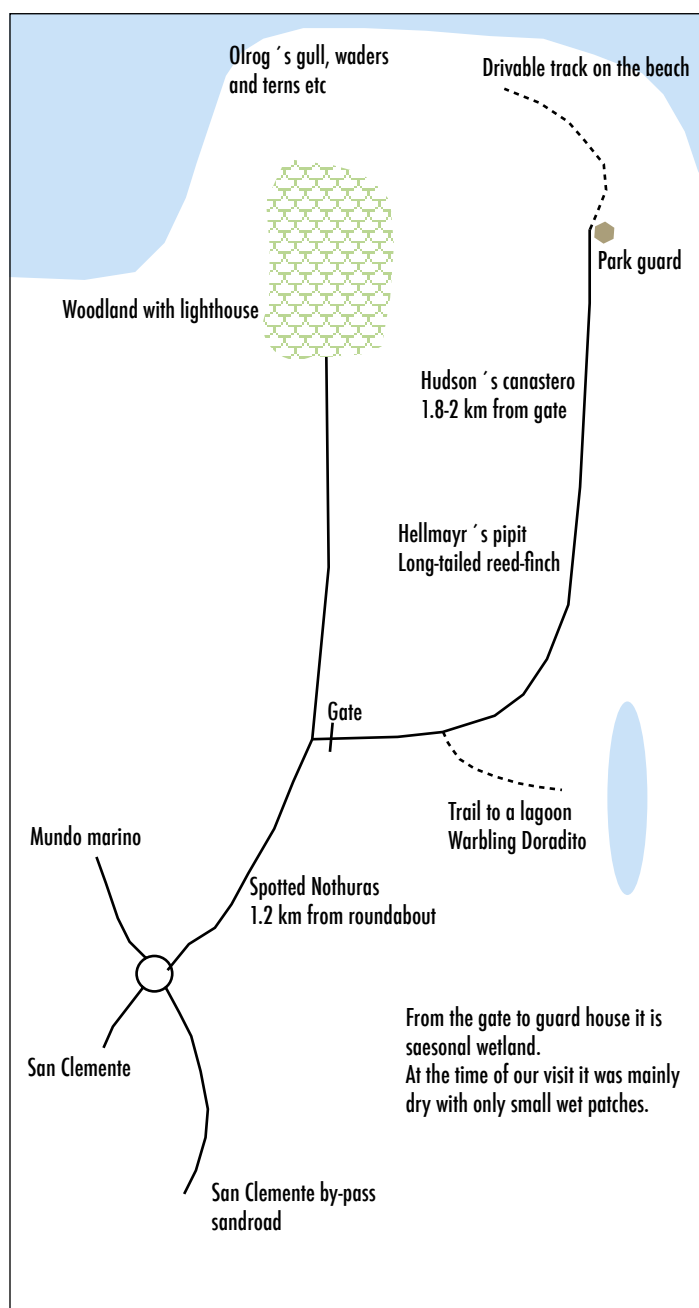 Olrog ´s gull, waders
and terns etc
Drivable track on the beach
Park guard
Woodland with lighthouse
Hudson ´s canastero
1.8-2 km from gate
Hellmayr ´s pipit
Long-tailed reed-finch
Gate
Trail to a lagoon
Warbling Doradito
Mundo marino
Spotted Nothuras
1.2 km from roundabout
From the gate to guard house it is
saesonal wetland.
At the time of our visit it was mainly
dry with only small wet patches.
San Clemente
San Clemente by-pass
sandroad